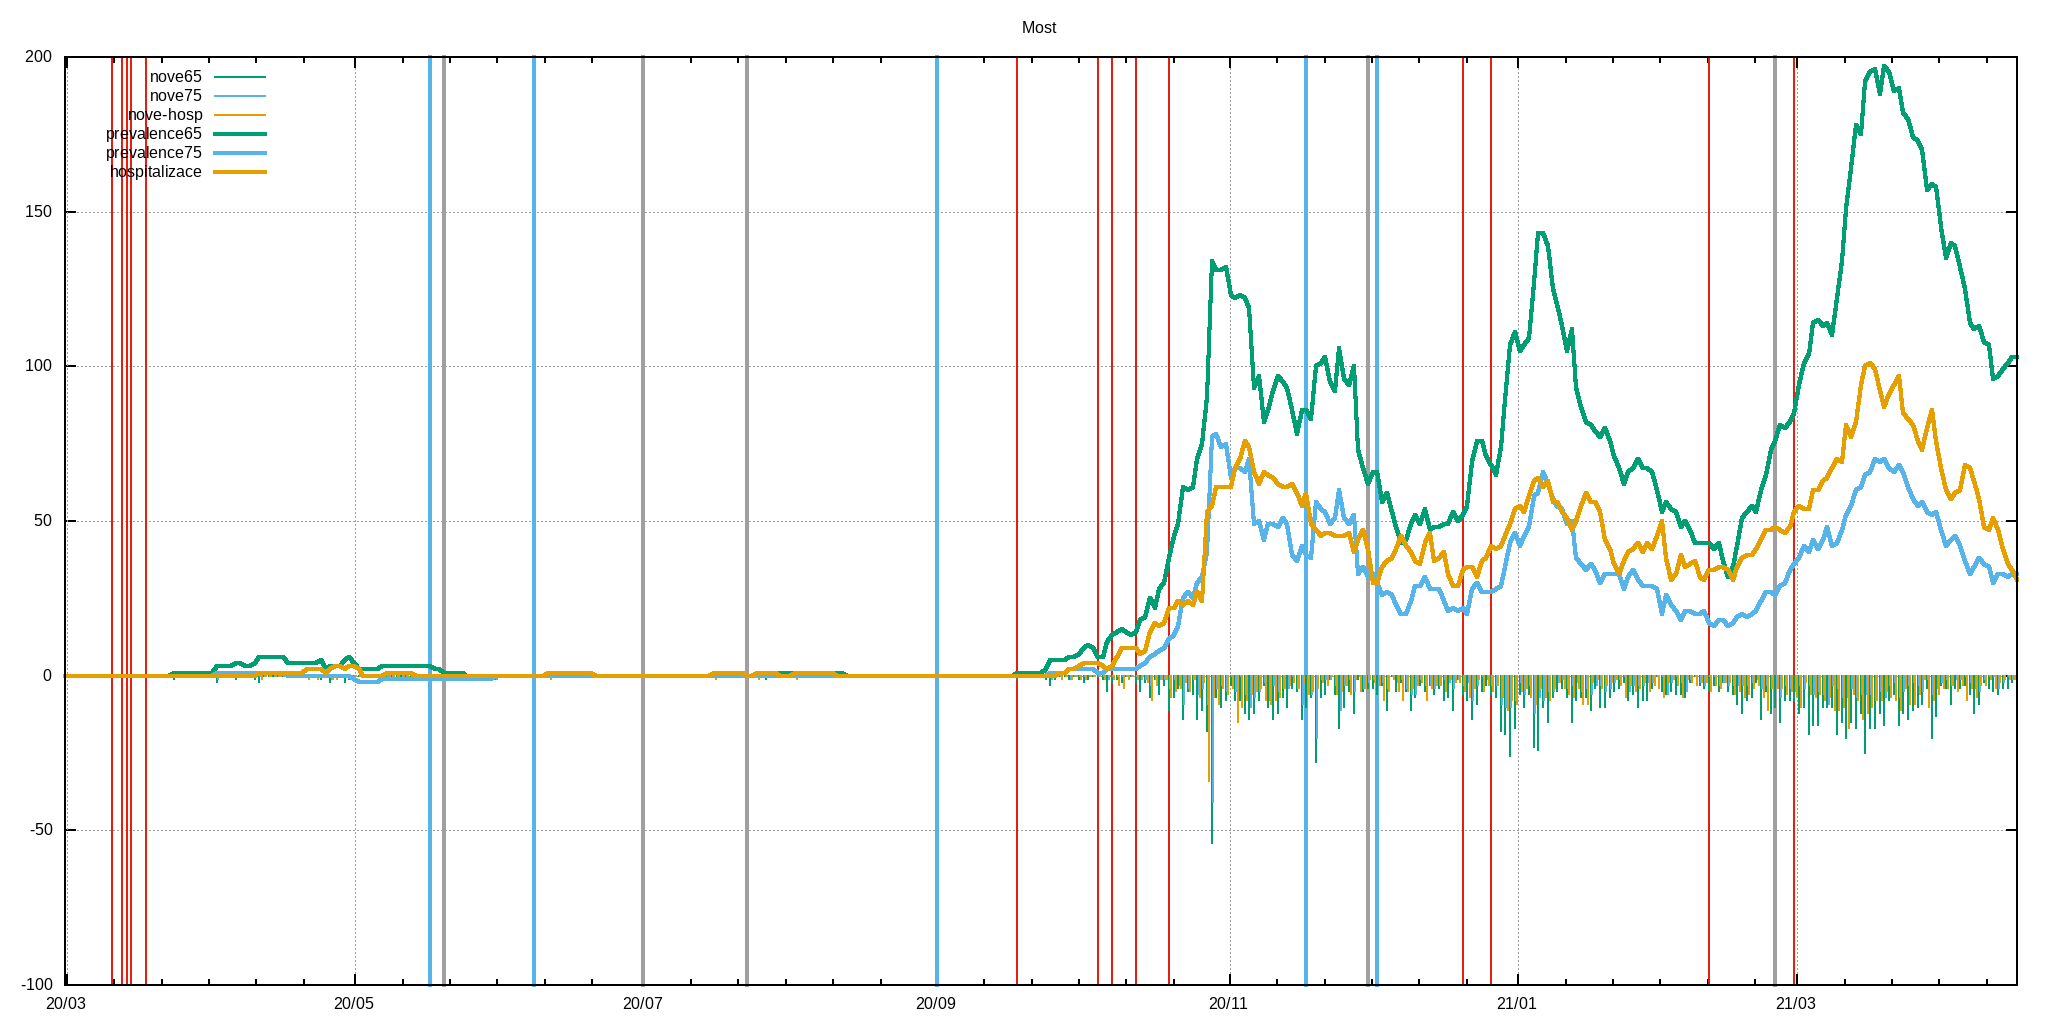 Most
200
150
100
50
0
-50
-100
nove65
nove75
nove-hosp
prevalence65
prevalence75
hospitalizace
20/03 20/05 20/07 20/09 20/11 21/01 21/03